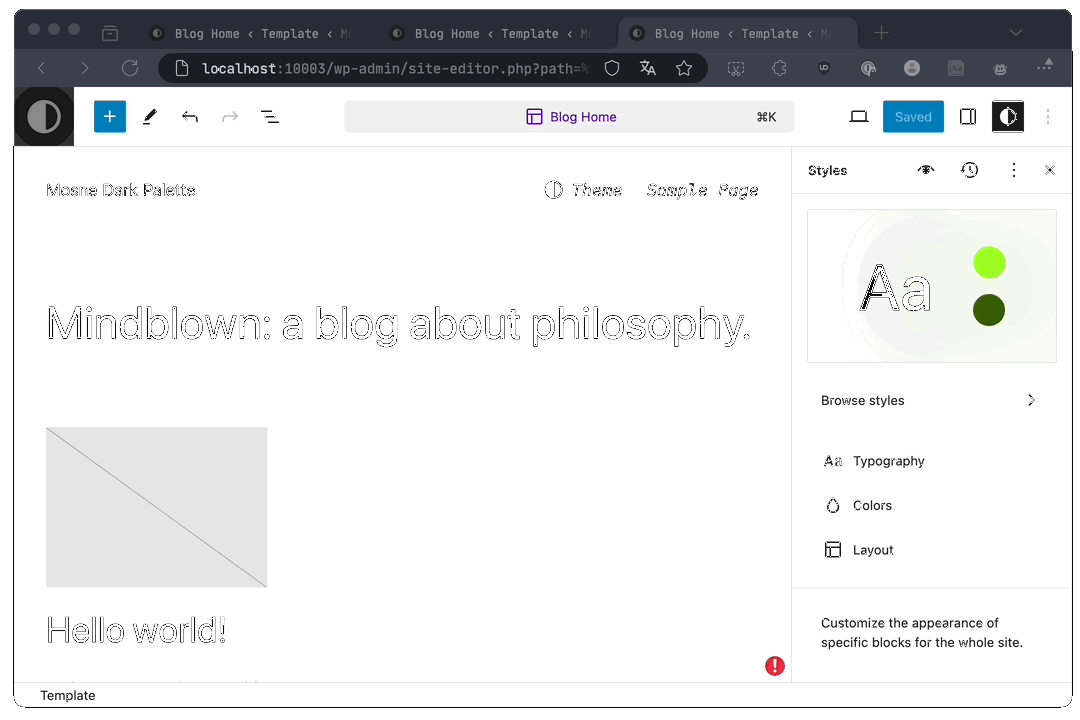 Blog Home ‹ Template ‹ M
Blog Home ‹ Template ‹ M
Blog Home ‹ Template ‹ M
localhost:10003/wp-admin/site-editor.php?path=%
Blog Home
⌘K
Saved
Mosne Dark Palette
Theme
Sample Page
Styles
Mindblown: a blog about philosophy.
Aa
Browse styles
Aa Typography
Colors
Layout
Hello world!
Customize the appearance of
specific blocks for the whole site.
Template